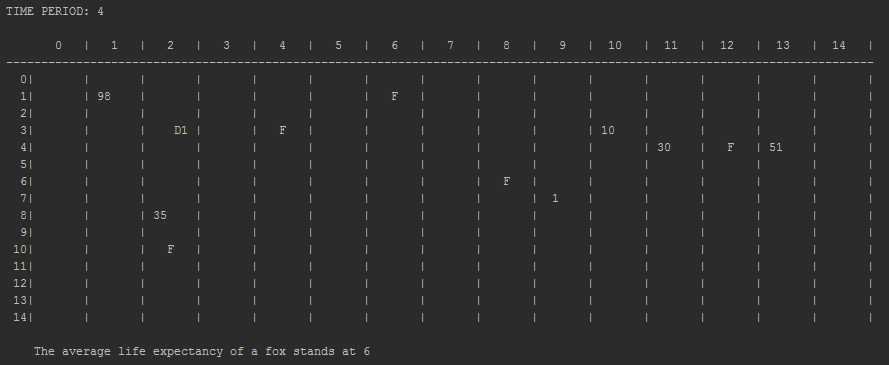 TIME PERIOD: 4
0 | 1 | 2 | 3 | 4 | 5 | 6 | 7 | 8 | 9 | 10 | 11 | 12 | 13 | 14 |
--------------------------------------------------------------------------------------------------------------------------
0| | | | | | | | | | | | | | | |
1| | 98 | | | | | F | | | | | | | | |
2| | | | | | | | | | | | | | | |
3| | | D1 | | F | | | | | | 10 | | | | |
4| | | | | | | | | | | | 30 | F | 51 | |
5| | | | | | | | | | | | | | | |
6| | | | | | | | | F | | | | | | |
7| | | | | | | | | | 1 | | | | | |
8| | | 35 | | | | | | | | | | | | |
9| | | | | | | | | | | | | | | |
10| | | F | | | | | | | | | | | | |
11| | | | | | | | | | | | | | | |
12| | | | | | | | | | | | | | | |
13| | | | | | | | | | | | | | | |
14| | | | | | | | | | | | | | | |
The average life expectancy of a fox stands at 6